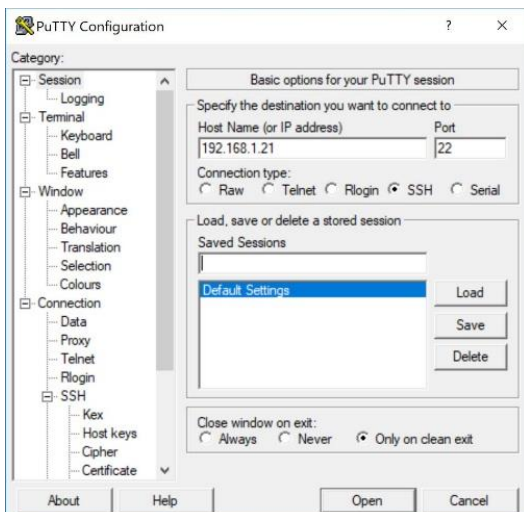 PuTTY Configuration
?
Category:
Session
Logging
Terminal
Keyboard
Bell
Features
Window
Appearance
Behaviour
Translation
Selection
Colours
Connection
Data
Proxy
Telnet
Rlogin
SSH
Kex
Host keys
Cipher
Certificate
Basic options for your PuTTY session
Specify the destination you want to connect to
Host Name (or IP address) Port
192.168.1.21 22
Connection type:
Raw Telnet Rlogin SSH Serial
Load, save or delete a stored session
Saved Sessions
Default Settings
Load
Save
Delete
Close window on exit:
Always Never Only on clean exit
About Help Open Cancel